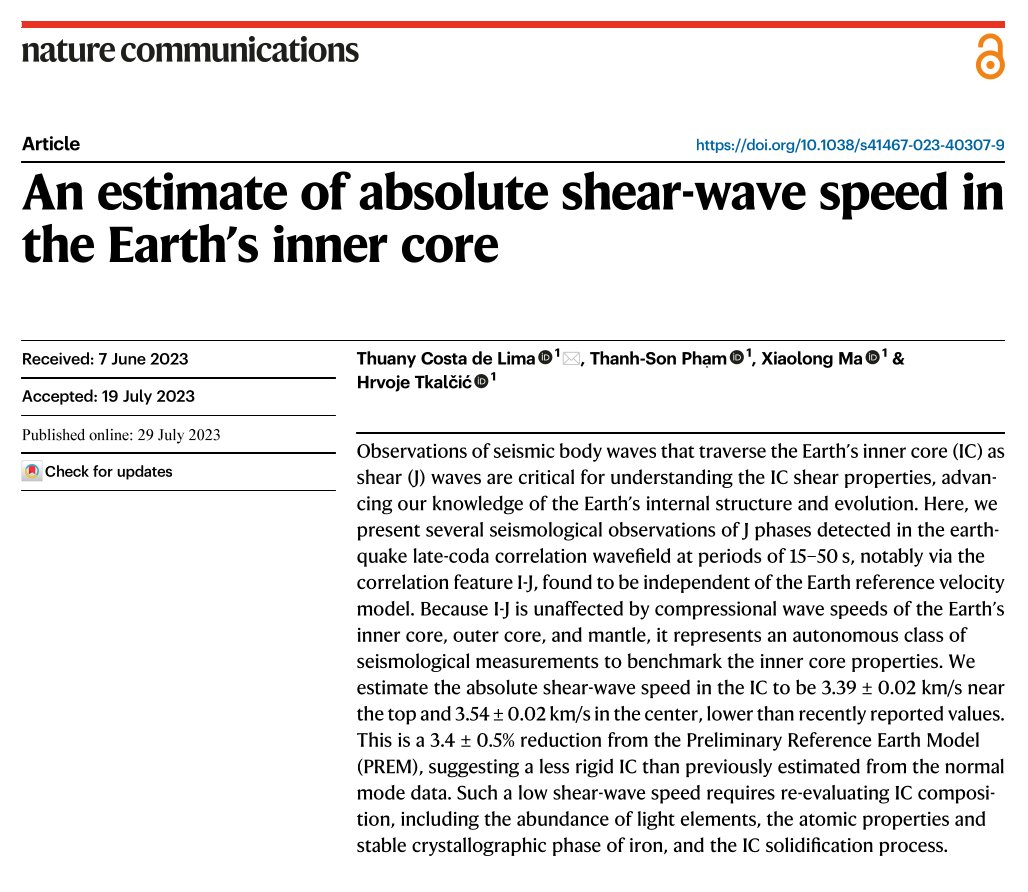 nature communications
Article
https://doi.org/10.1038/s41467-023-40307-9
An estimate of absolute shear-wave speed in
the Earth's inner core
Received: 7 June 2023
Accepted: 19 July 2023
Published online: 29 July 2023
Check for updates
Thuany Costa de Lima iD 1, Thanh-Son Phạm iD 1, Xiaolong Ma iD 1 &
Hrvoje Tkalčić iD 1
Observations of seismic body waves that traverse the Earth's inner core (IC) as
shear (J) waves are critical for understanding the IC shear properties, advan-
cing our knowledge of the Earth's internal structure and evolution. Here, we
present several seismological observations of J phases detected in the earth-
quake late-coda correlation wavefield at periods of 15–50 s, notably via the
correlation feature I-J, found to be independent of the Earth reference velocity
model. Because I-J is unaffected by compressional wave speeds of the Earth's
inner core, outer core, and mantle, it represents an autonomous class of
seismological measurements to benchmark the inner core properties. We
estimate the absolute shear-wave speed in the IC to be 3.39 ± 0.02 km/s near
the top and 3.54 ± 0.02 km/s in the center, lower than recently reported values.
This is a 3.4 ± 0.5% reduction from the Preliminary Reference Earth Model
(PREM), suggesting a less rigid IC than previously estimated from the normal
mode data. Such a low shear-wave speed requires re-evaluating IC composi-
tion, including the abundance of light elements, the atomic properties and
stable crystallographic phase of iron, and the IC solidification process.